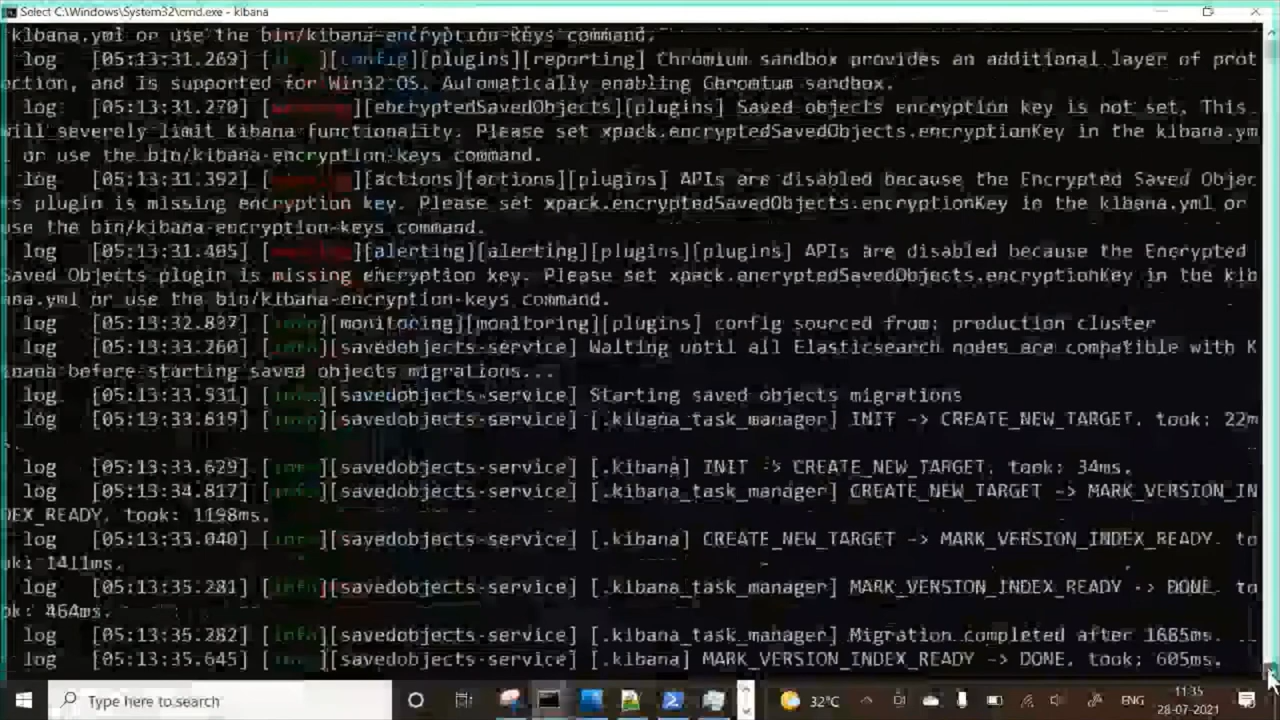 Select C:\Windows\System32\cmd.exe - kibana
kibana.yml or use the bin/kibana-encryption-keys command.
log [05:13:31.269] [ ][config][plugins][reporting] Chromium sandbox provides an additional layer of prot
ection, and is supported for Win32 OS. Automatically enabling Chromium sandbox.
log [05:13:31.270] [ ][encryptedSavedObjects][plugins] Saved objects encryption key is not set. This
will severely limit Kibana functionality. Please set xpack.encryptedSavedObjects.encryptionKey in the kibana.ym
l or use the bin/kibana-encryption-keys command.
log [05:13:31.392] [ ][actions][actions][plugins] APIs are disabled because the Encrypted Saved Objec
ts plugin is missing encryption key. Please set xpack.encryptedSavedObjects.encryptionKey in the kibana.yml or
use the bin/kibana-encryption-keys command.
log [05:13:31.405] [ ][alerting][alerting][plugins][plugins] APIs are disabled because the Encrypted
Saved Objects plugin is missing encryption key. Please set xpack.encryptedSavedObjects.encryptionKey in the kib
ana.yml or use the bin/kibana-encryption-keys command.
log [05:13:32.807] [info][monitoring][monitoring][plugins] config sourced from: production cluster
log [05:13:33.260] [info][savedobjects-service] Waiting until all Elasticsearch nodes are compatible with K
ibana before starting saved objects migrations...
log [05:13:33.531] [info][savedobjects-service] Starting saved objects migrations
log [05:13:33.619] [info][savedobjects-service] [.kibana_task_manager] INIT -> CREATE_NEW_TARGET. took: 22m
s.
log [05:13:33.629] [info][savedobjects-service] [.kibana] INIT -> CREATE_NEW_TARGET. took: 34ms.
log [05:13:34.817] [info][savedobjects-service] [.kibana_task_manager] CREATE_NEW_TARGET -> MARK_VERSION_IN
DEX_READY. took: 1198ms.
log [05:13:33.040] [info][savedobjects-service] [.kibana] CREATE_NEW_TARGET -> MARK_VERSION_INDEX_READY. to
ok: 1411ms.
log [05:13:35.281] [info][savedobjects-service] [.kibana_task_manager] MARK_VERSION_INDEX_READY -> DONE. to
ok: 464ms.
log [05:13:35.282] [info][savedobjects-service] [.kibana_task_manager] Migration completed after 1685ms.
log [05:13:35.645] [info][savedobjects-service] [.kibana] MARK_VERSION_INDEX_READY -> DONE. took: 605ms.
Type here to search
32°C
ENG
11:35
28-07-2021